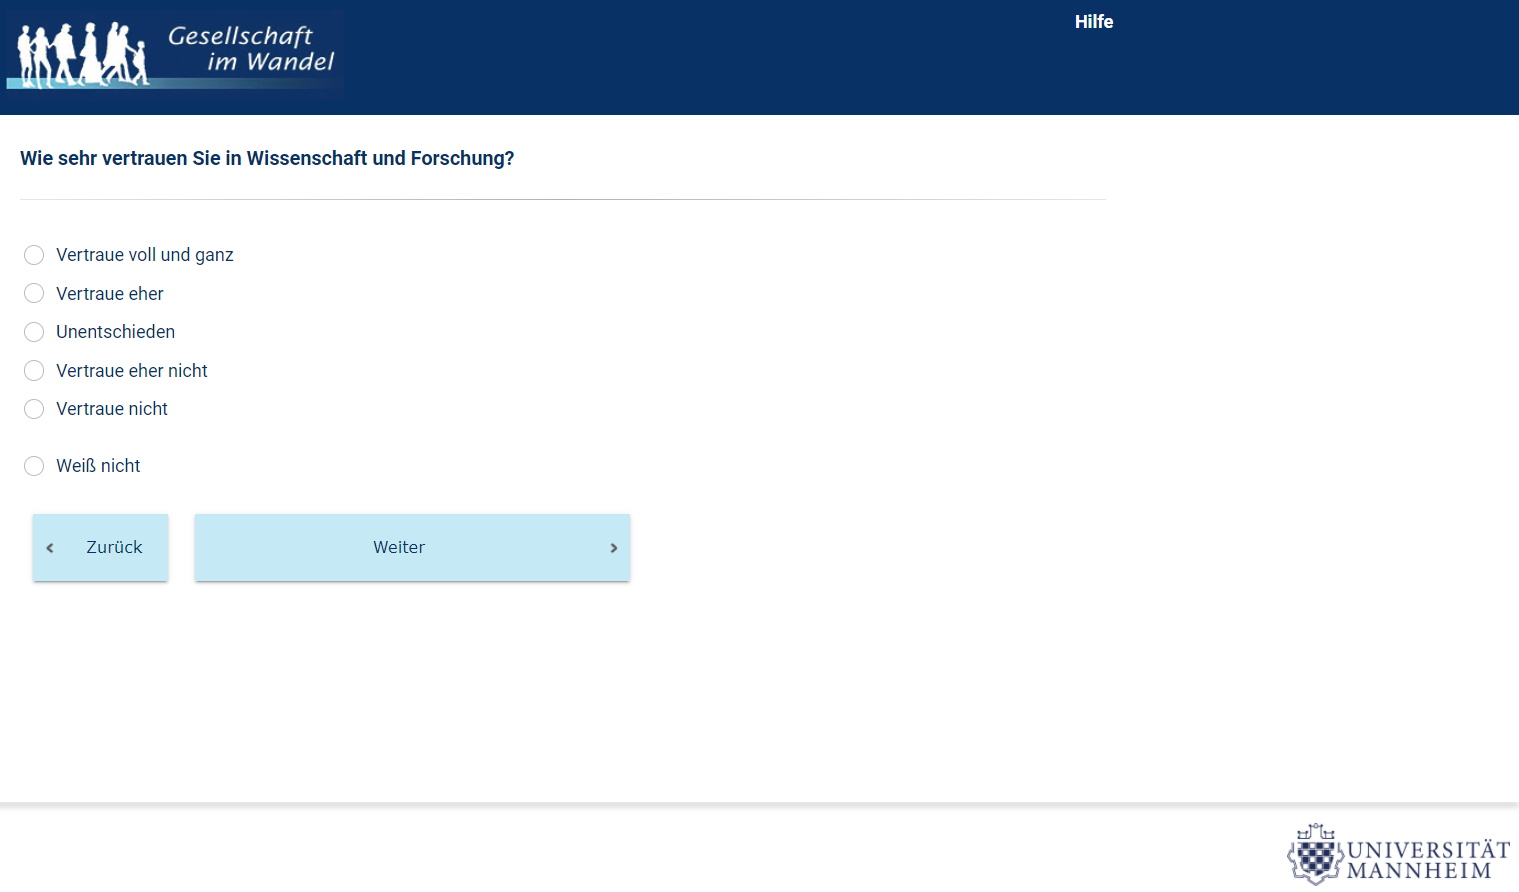 Gesellschaft
im Wandel
Hilfe
Wie sehr vertrauen Sie in Wissenschaft und Forschung?
Vertraue voll und ganz
Vertraue eher
Unentschieden
Vertraue eher nicht
Vertraue nicht
Weiß nicht
Zurück
Weiter
UNIVERSITÄT
MANNHEIM